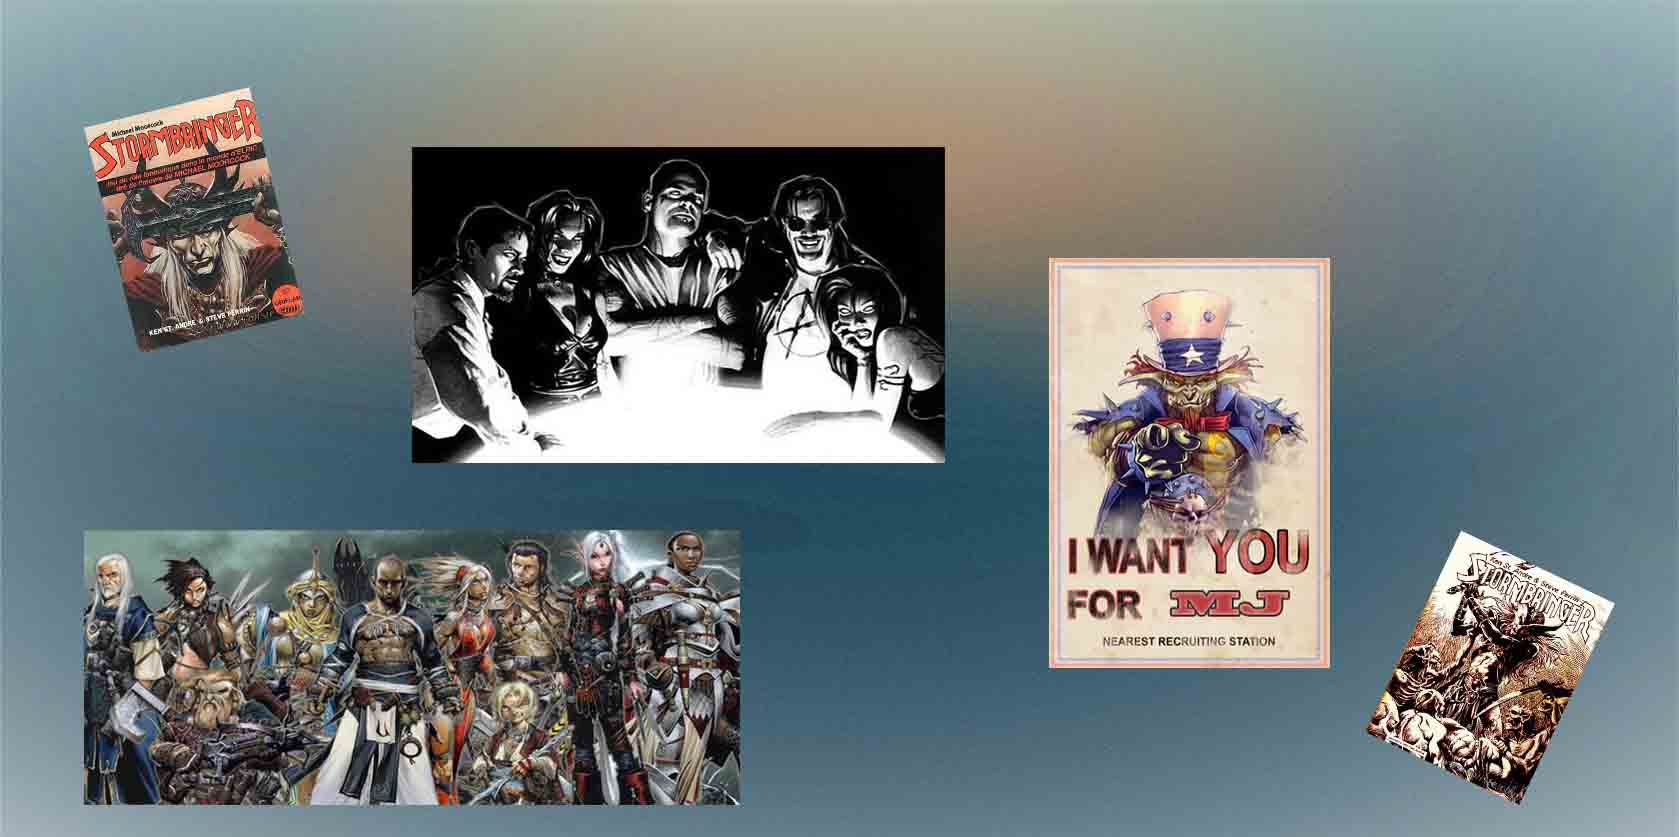 Michael Moorcock
STORMBRINGER
Jeu de rôle fantastique dans le monde d'ELRIC
tiré de l'œuvre de MICHAEL MOORCOCK
KEN ST. ANDRE & STEVE PERRIN
I WANT YOU
FOR MJ
NEAREST RECRUITING STATION
Ken St. Andre & Steve Perrin
STORMBRINGER